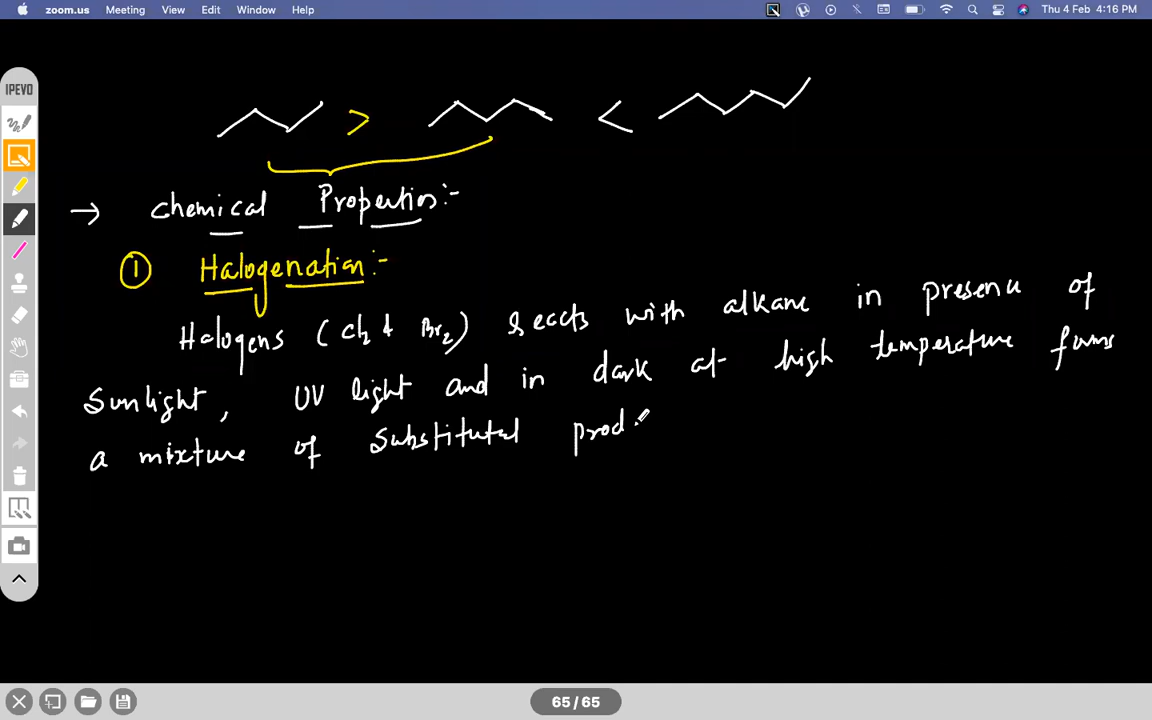 zoom.us Meeting View Edit Window Help Thu 4 Feb 4:16 PM
IPEVO
> <
→ Chemical Properties:-
① Halogenation:-
Halogens (Cl2 & Br2) reacts with alkane in presence of
Sunlight, UV light and in dark at high temperature forms
a mixture of Substituted prod
65/65